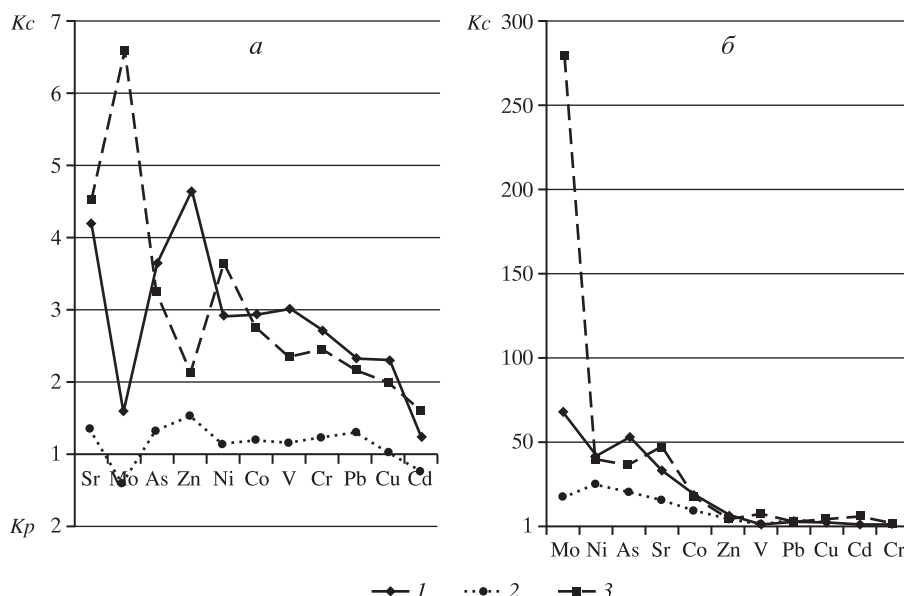 Kc 7 а
6
5
4
3
2
1
Sr Mo As Zn Ni Co V Cr Pb Cu Cd
Kp 2
Kc 300 б
250
200
150
100
50
1
Mo Ni As Sr Co Zn V Pb Cu Cd Cr
1 2 3